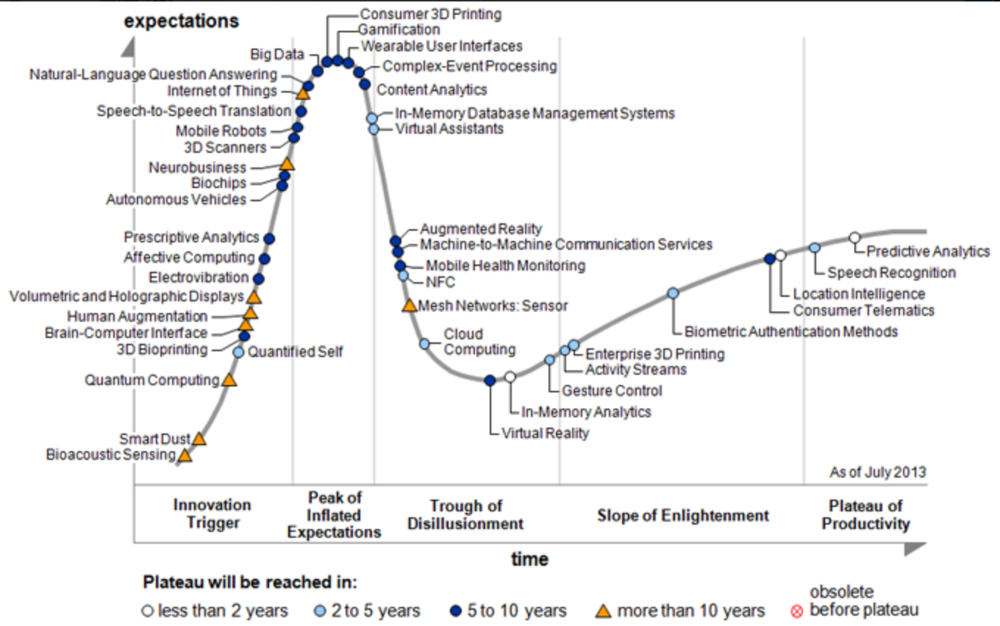 expectations
Consumer 3D Printing
Gamification
Wearable User Interfaces
Big Data
Complex-Event Processing
Natural-Language Question Answering
Internet of Things
Content Analytics
Speech-to-Speech Translation
In-Memory Database Management Systems
Mobile Robots
Virtual Assistants
3D Scanners
Neurobusiness
Biochips
Autonomous Vehicles
Augmented Reality
Prescriptive Analytics
Machine-to-Machine Communication Services
Affective Computing
Mobile Health Monitoring
Electrovibration
NFC
Volumetric and Holographic Displays
Mesh Networks: Sensor
Human Augmentation
Brain-Computer Interface
3D Bioprinting
Quantified Self
Cloud
Computing
Quantum Computing
Smart Dust
Bioacoustic Sensing
Predictive Analytics
Speech Recognition
Location Intelligence
Consumer Telematics
Biometric Authentication Methods
Enterprise 3D Printing
Activity Streams
Gesture Control
In-Memory Analytics
Virtual Reality
As of July 2013
Innovation
Trigger
Peak of
Inflated
Expectations
Trough of
Disillusionment
Slope of Enlightenment
Plateau of
Productivity
time
Plateau will be reached in:
less than 2 years
2 to 5 years
5 to 10 years
more than 10 years
obsolete
before plateau